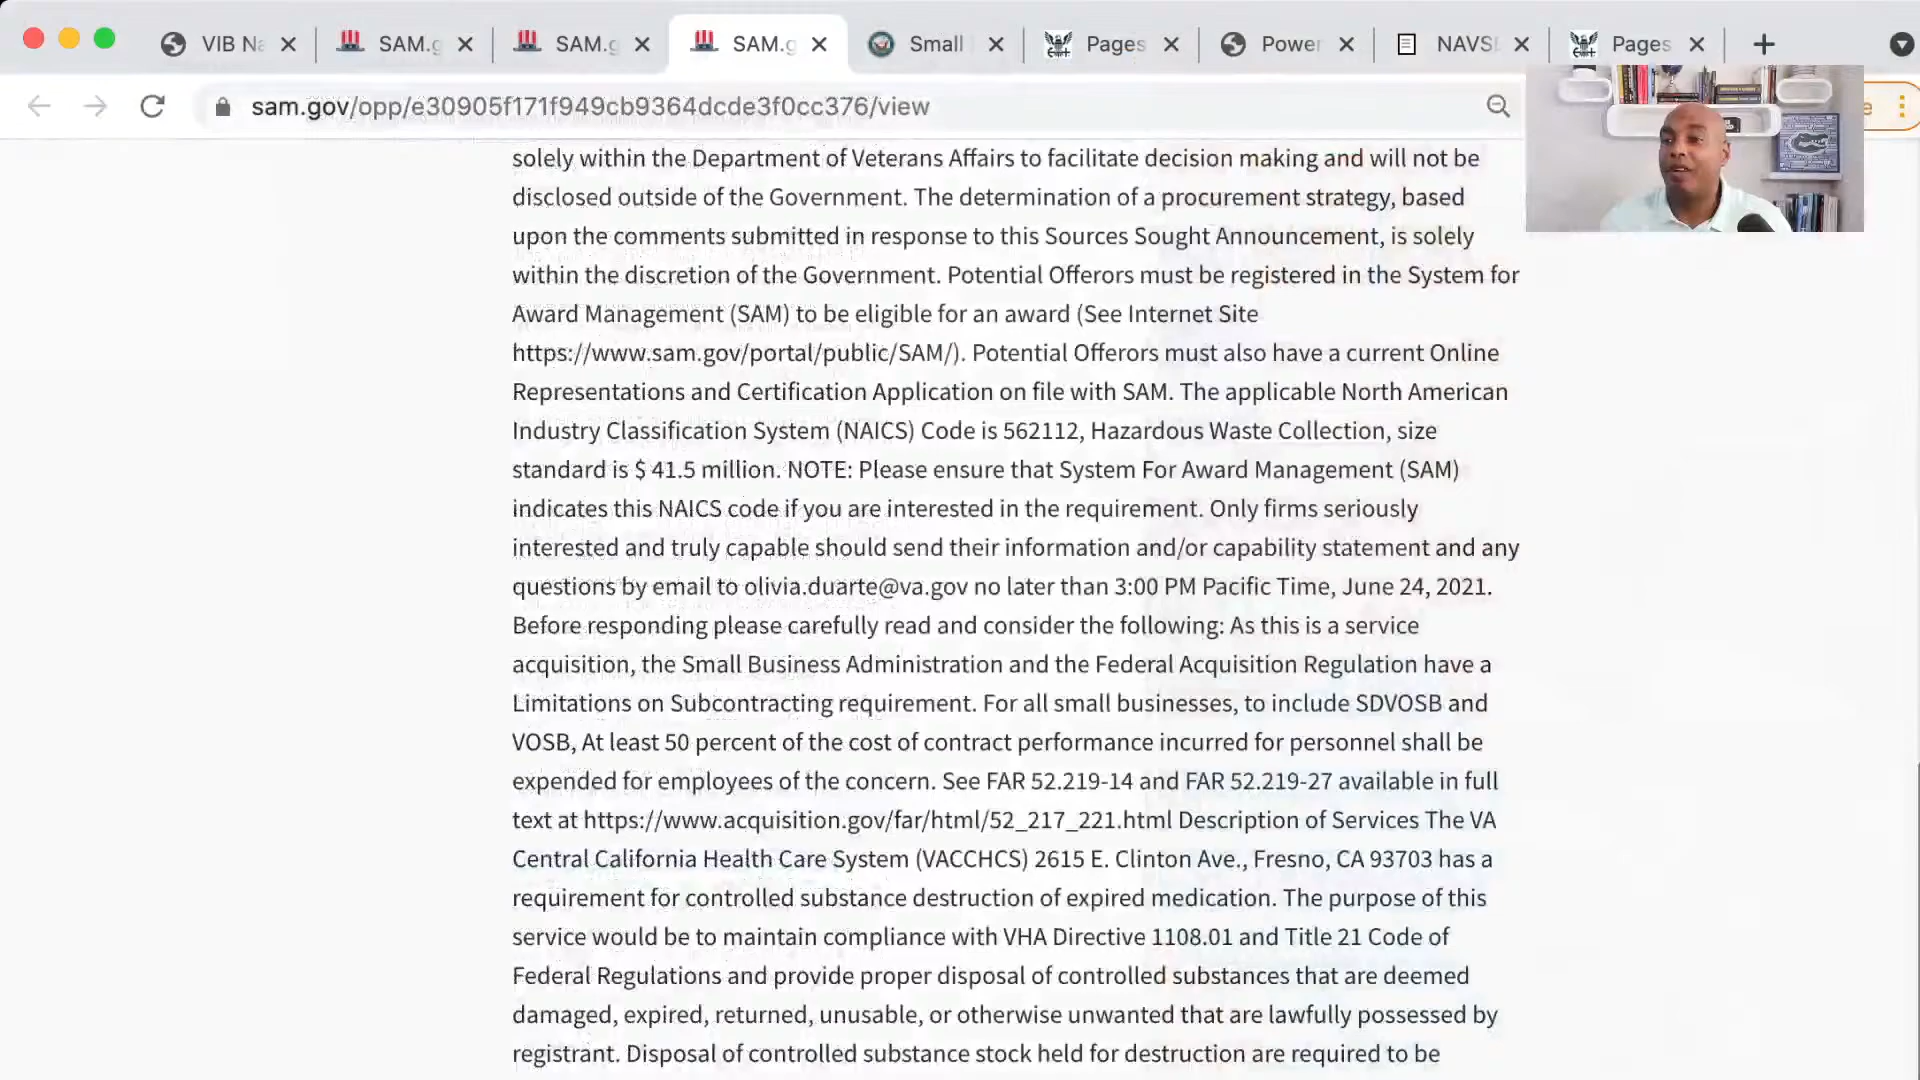 VIB Na
SAM.g
SAM.g
SAM.g
Small
Pages
Power
NAVS
Pages
sam.gov/opp/e30905f171f949cb9364dcde3f0cc376/view
solely within the Department of Veterans Affairs to facilitate decision making and will not be
disclosed outside of the Government. The determination of a procurement strategy, based
upon the comments submitted in response to this Sources Sought Announcement, is solely
within the discretion of the Government. Potential Offerors must be registered in the System for
Award Management (SAM) to be eligible for an award (See Internet Site
https://www.sam.gov/portal/public/SAM/). Potential Offerors must also have a current Online
Representations and Certification Application on file with SAM. The applicable North American
Industry Classification System (NAICS) Code is 562112, Hazardous Waste Collection, size
standard is $ 41.5 million. NOTE: Please ensure that System For Award Management (SAM)
indicates this NAICS code if you are interested in the requirement. Only firms seriously
interested and truly capable should send their information and/or capability statement and any
questions by email to olivia.duarte@va.gov no later than 3:00 PM Pacific Time, June 24, 2021.
Before responding please carefully read and consider the following: As this is a service
acquisition, the Small Business Administration and the Federal Acquisition Regulation have a
Limitations on Subcontracting requirement. For all small businesses, to include SDVOSB and
VOSB, At least 50 percent of the cost of contract performance incurred for personnel shall be
expended for employees of the concern. See FAR 52.219-14 and FAR 52.219-27 available in full
text at https://www.acquisition.gov/far/html/52_217_221.html Description of Services The VA
Central California Health Care System (VACCHCS) 2615 E. Clinton Ave., Fresno, CA 93703 has a
requirement for controlled substance destruction of expired medication. The purpose of this
service would be to maintain compliance with VHA Directive 1108.01 and Title 21 Code of
Federal Regulations and provide proper disposal of controlled substances that are deemed
damaged, expired, returned, unusable, or otherwise unwanted that are lawfully possessed by
registrant. Disposal of controlled substance stock held for destruction are required to be